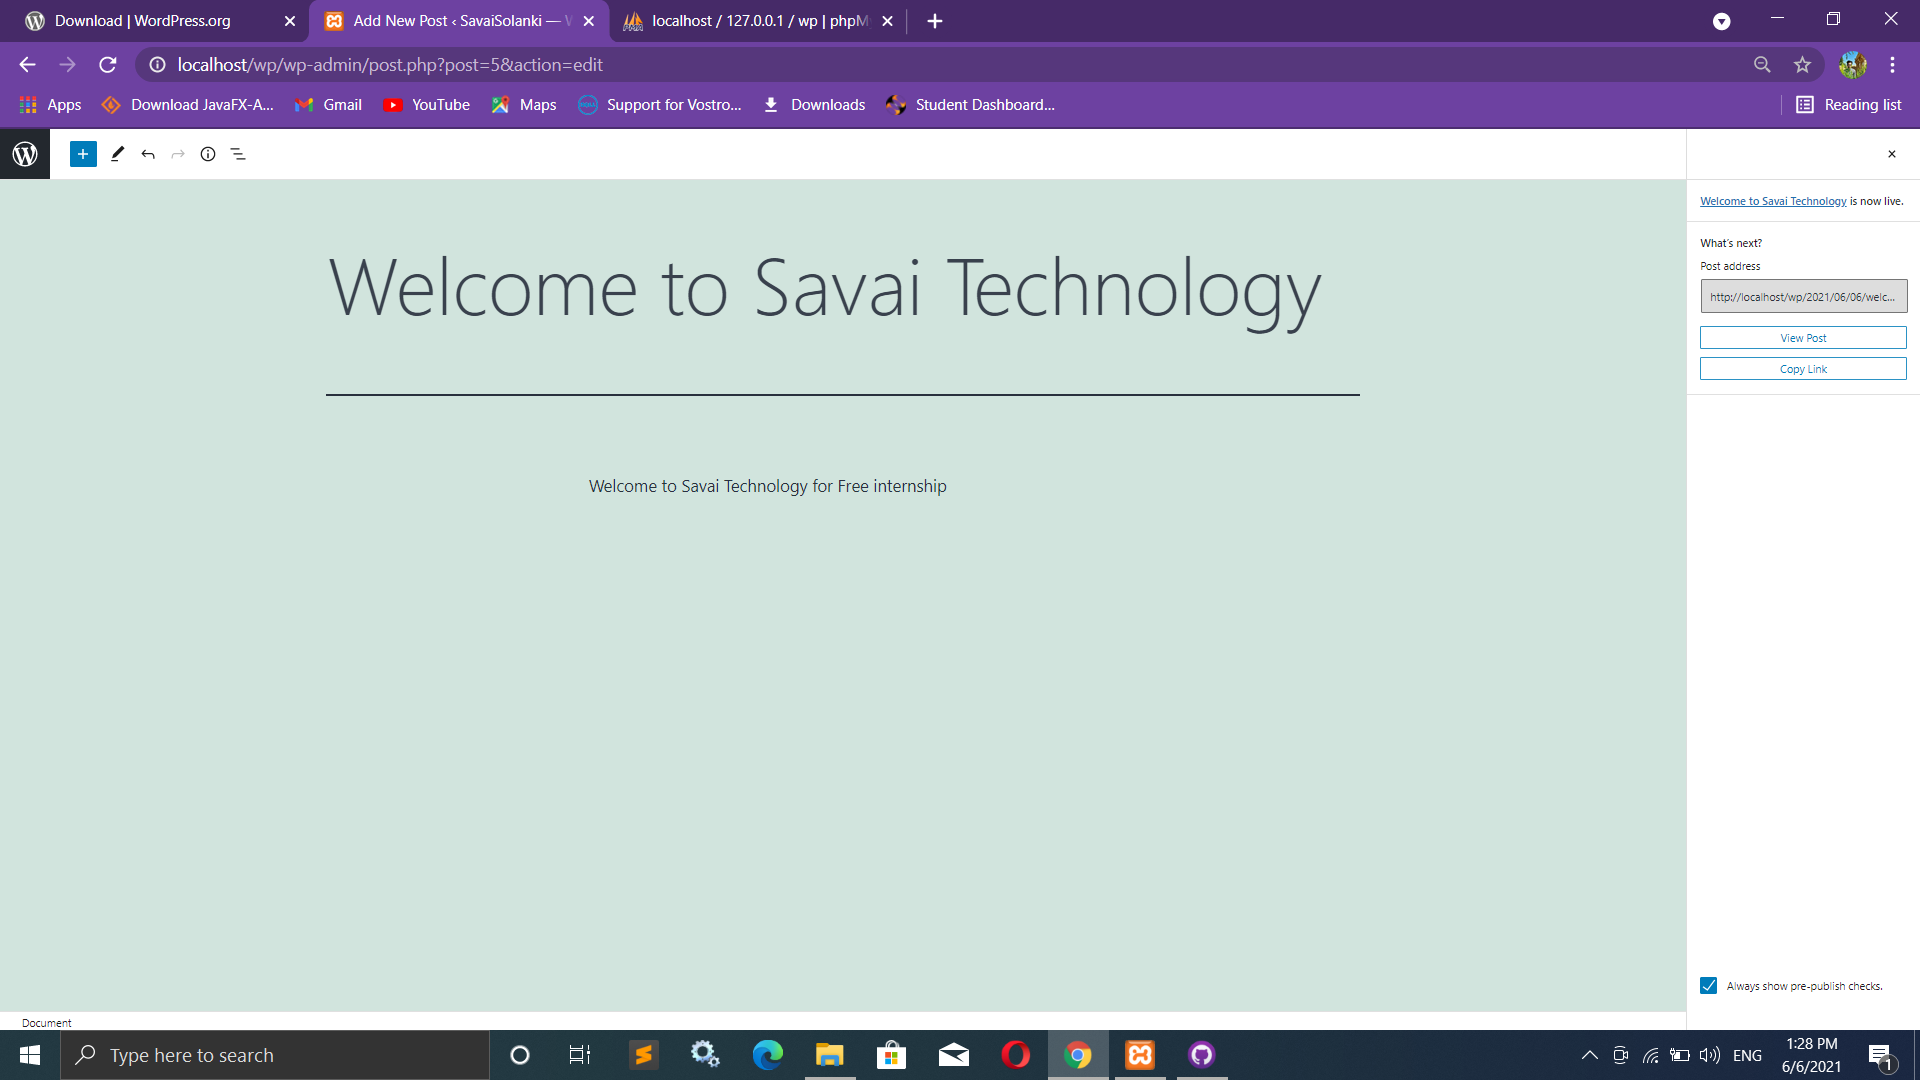 Download | WordPress.org
Add New Post ‹ SavaiSolanki — W
localhost / 127.0.0.1 / wp | phpMy
localhost/wp/wp-admin/post.php?post=5&action=edit
Apps
Download JavaFX-A...
Gmail
YouTube
Maps
Support for Vostro...
Downloads
Student Dashboard...
Reading list
Welcome to Savai Technology is now live.
What's next?
Post address
http://localhost/wp/2021/06/06/welc...
View Post
Copy Link
Welcome to Savai Technology
Welcome to Savai Technology for Free internship
Always show pre-publish checks.
Document
Type here to search
ENG
1:28 PM
6/6/2021
1